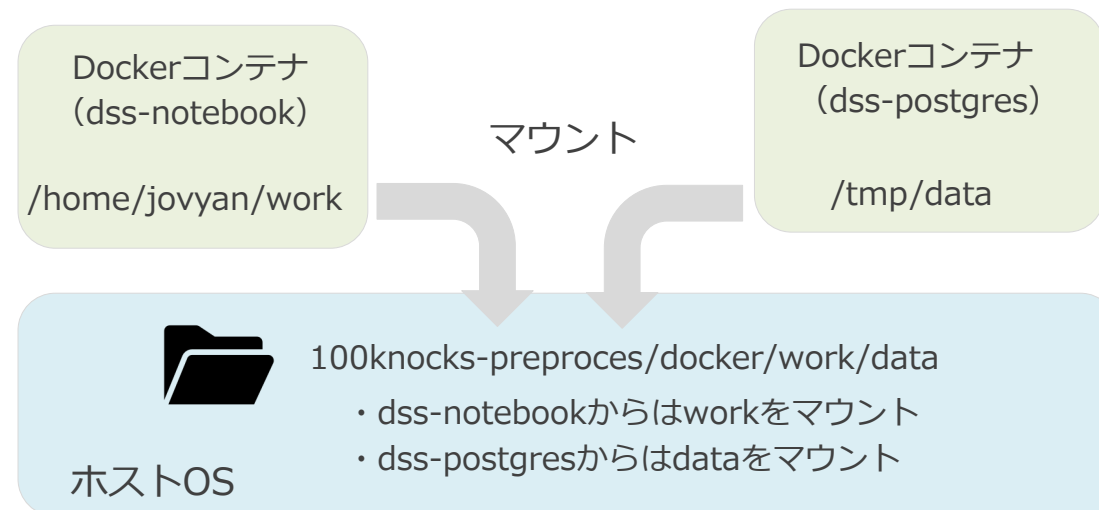 Dockerコンテナ
（dss-notebook）
/home/jovyan/work
マウント
Dockerコンテナ
（dss-postgres）
/tmp/data
100knocks-preproces/docker/work/data
・dss-notebookからはworkをマウント
・dss-postgresからはdataをマウント
ホストOS